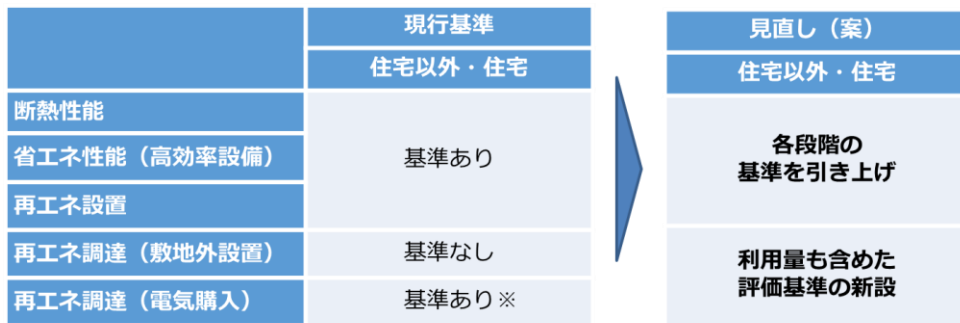 現行基準
見直し（案）
住宅以外・住宅
住宅以外・住宅
断熱性能
省エネ性能（高効率設備）
再エネ設置
基準あり
各段階の
基準を引き上げ
再エネ調達（敷地外設置）
基準なし
再エネ調達（電気購入）
基準あり※
利用量も含めた
評価基準の新設